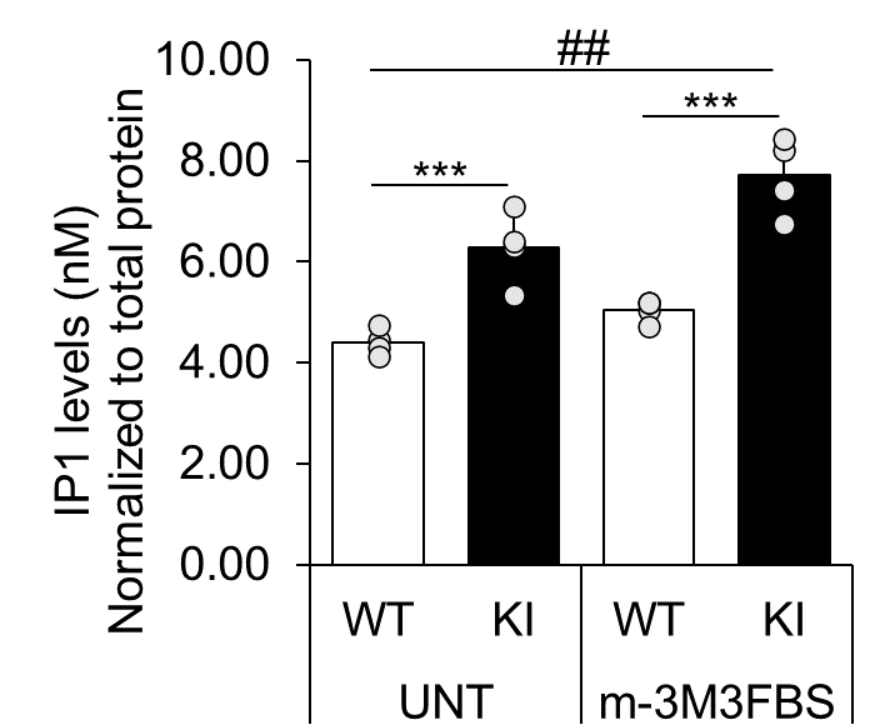 IP1 levels (nM)
Normalized to total protein
10.00
8.00
6.00
4.00
2.00
0.00
##
***
***
WT KI WT KI
UNT m-3M3FBS